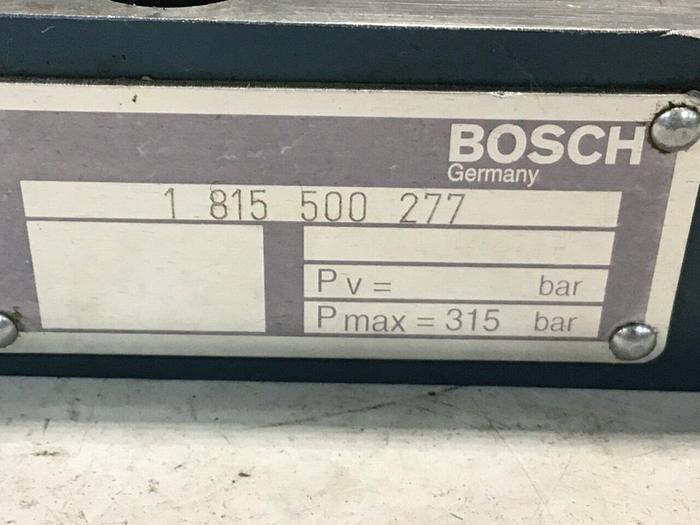 BOSCH
Germany
1 815 500 277
Pv = bar
Pmax = 315 bar